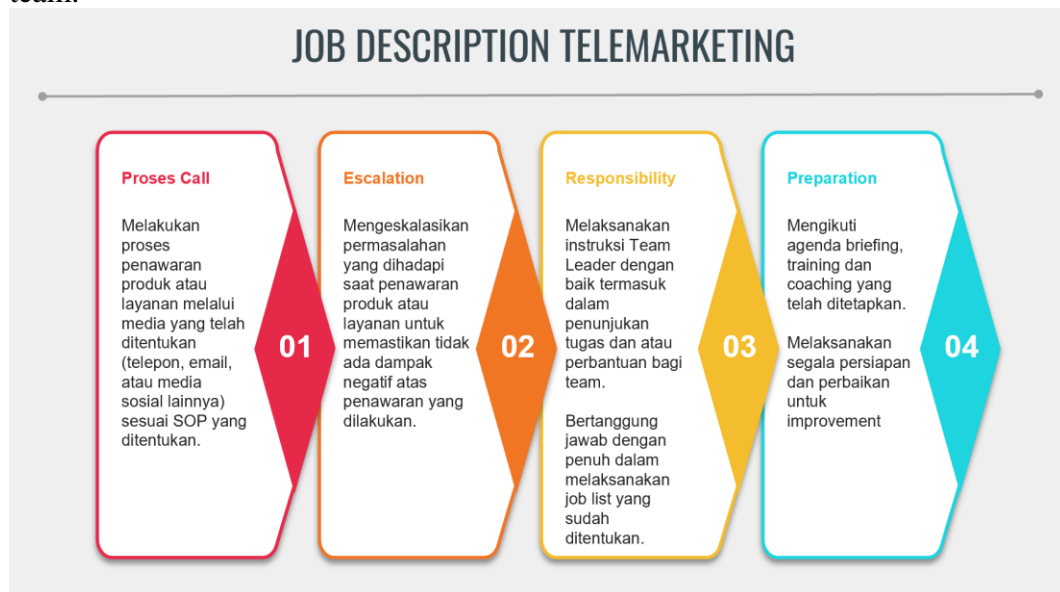 team.
JOB DESCRIPTION TELEMARKETING
Proses Call
Melakukan
proses
penawaran
produk atau
layanan melalui
media yang telah
ditentukan
(telepon, email,
atau media
sosial lainnya)
sesuai SOP yang
ditentukan.
01
Escalation
Mengeskalasikan
permasalahan
yang dihadapi
saat penawaran
produk atau
layanan untuk
memastikan tidak
ada dampak
negatif atas
penawaran yang
dilakukan.
02
Responsibility
Melaksanakan
instruksi Team
Leader dengan
baik termasuk
dalam
penunjukan
tugas dan atau
perbantuan bagi
team.
Bertanggung
jawab dengan
penuh dalam
melaksanakan
job list yang
sudah
ditentukan.
03
Preparation
Mengikuti
agenda briefing,
training dan
coaching yang
telah ditetapkan.
Melaksanakan
segala persiapan
dan perbaikan
untuk
improvement
04